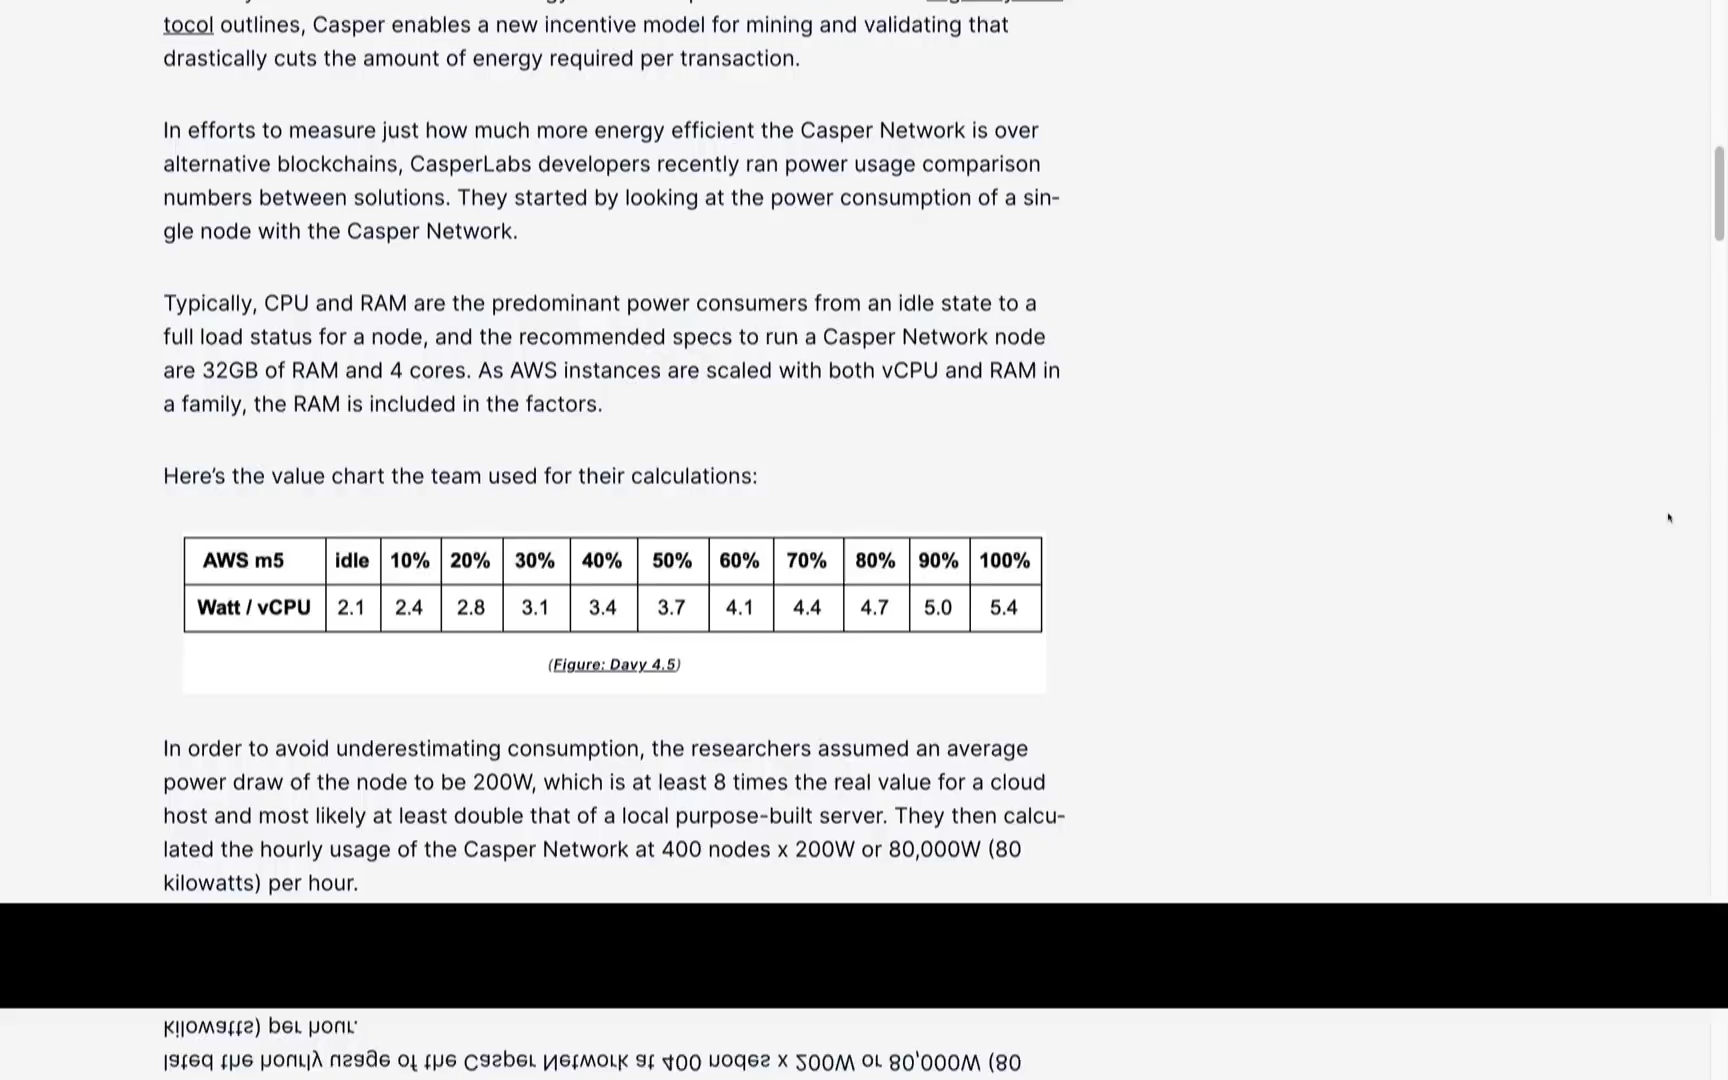 tocol outlines, Casper enables a new incentive model for mining and validating that
drastically cuts the amount of energy required per transaction.
In efforts to measure just how much more energy efficient the Casper Network is over
alternative blockchains, CasperLabs developers recently ran power usage comparison
numbers between solutions. They started by looking at the power consumption of a sin-
gle node with the Casper Network.
Typically, CPU and RAM are the predominant power consumers from an idle state to a
full load status for a node, and the recommended specs to run a Casper Network node
are 32GB of RAM and 4 cores. As AWS instances are scaled with both vCPU and RAM in
a family, the RAM is included in the factors.
Here’s the value chart the team used for their calculations:
AWS m5 idle 10% 20% 30% 40% 50% 60% 70% 80% 90% 100%
Watt / vCPU 2.1 2.4 2.8 3.1 3.4 3.7 4.1 4.4 4.7 5.0 5.4
(Figure: Davy 4.5)
In order to avoid underestimating consumption, the researchers assumed an average
power draw of the node to be 200W, which is at least 8 times the real value for a cloud
host and most likely at least double that of a local purpose-built server. They then calcu-
lated the hourly usage of the Casper Network at 400 nodes x 200W or 80,000W (80
kilowatts) per hour.
kilowatts) per hour.
lated the hourly usage of the Casper Network at 400 nodes x 200W or 80,000W (80